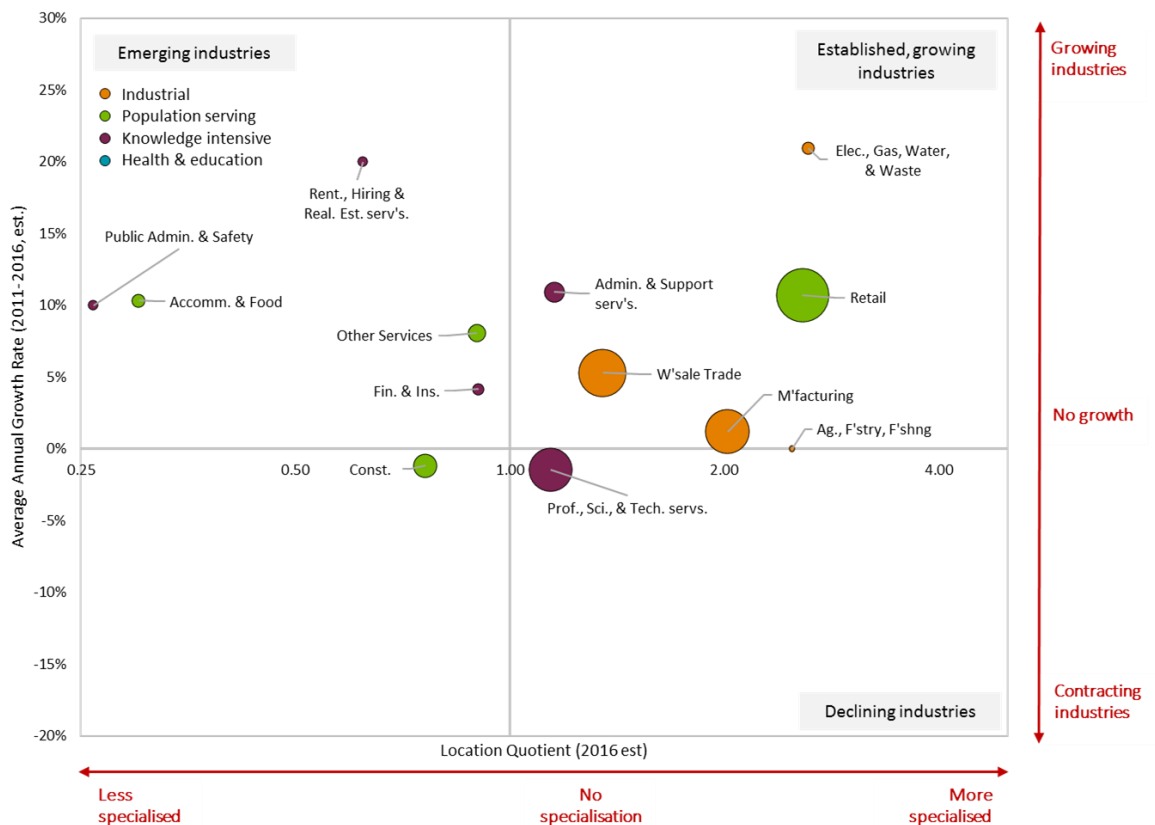 30%
Emerging industries
Established, growing
industries
Growing
industries
25%
Industrial
Population serving
Knowledge intensive
Health & education
20%
Rent., Hiring &
Real. Est. serv's.
Elec., Gas, Water,
& Waste
15%
Public Admin. & Safety
10%
Accomm. & Food
Admin. & Support
serv's.
Retail
Other Services
5%
Fin. & Ins.
W'sale Trade
M'facturing
Ag., F'stry, F'shng
No growth
0%
0.25
0.50
Const.
1.00
2.00
4.00
Prof., Sci., & Tech. servs.
-5%
-10%
-15%
Declining industries
Contracting
industries
-20%
Average Annual Growth Rate (2011-2016, est.)
Location Quotient (2016 est)
Less
specialised
No
specialisation
More
specialised